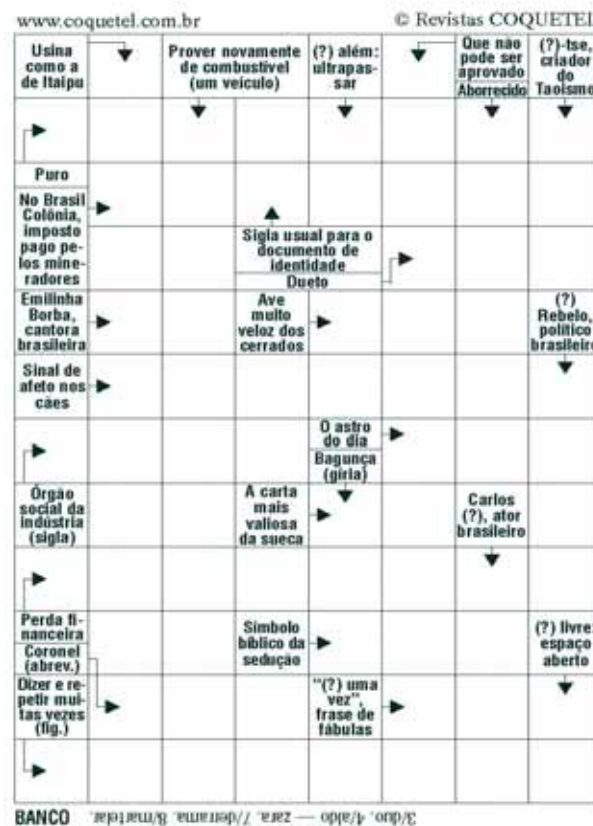 www.coquetel.com.br
© Revistas COQUETEL
Usina
como a
de Itaipu
Prover novamente
de combustível
(um veículo)
(?) além:
ultrapas-
sar
Que não
pode ser
aprovado
Aborrecido
(?)-tse,
criador
do
Taoismo
Puro
No Brasil
Colônia,
imposto
pago pe-
los mine-
radores
Sigla usual para o
documento de
identidade
Dueto
Emilinha
Borba,
cantora
brasileira
Ave
muito
veloz dos
cerrados
(?)
Rebelo,
político
brasileiro
Sinal de
afeto nos
cães
O astro
do dia
Bagunça
(gíria)
Órgão
social da
indústria
(sigla)
A carta
mais
valiosa
da sueca
Carlos
(?), ator
brasileiro
Perda fi-
nanceira
Coronel
(abrev.)
Símbolo
bíblico da
sedução
(?) livre:
espaço
aberto
Dizer e re-
petir mui-
tas vezes
(fig.)
"(?) uma
vez",
frase de
fábulas
BANCO
3/duo. 4/aldo — zara. 7/derrama. 8/martelar.